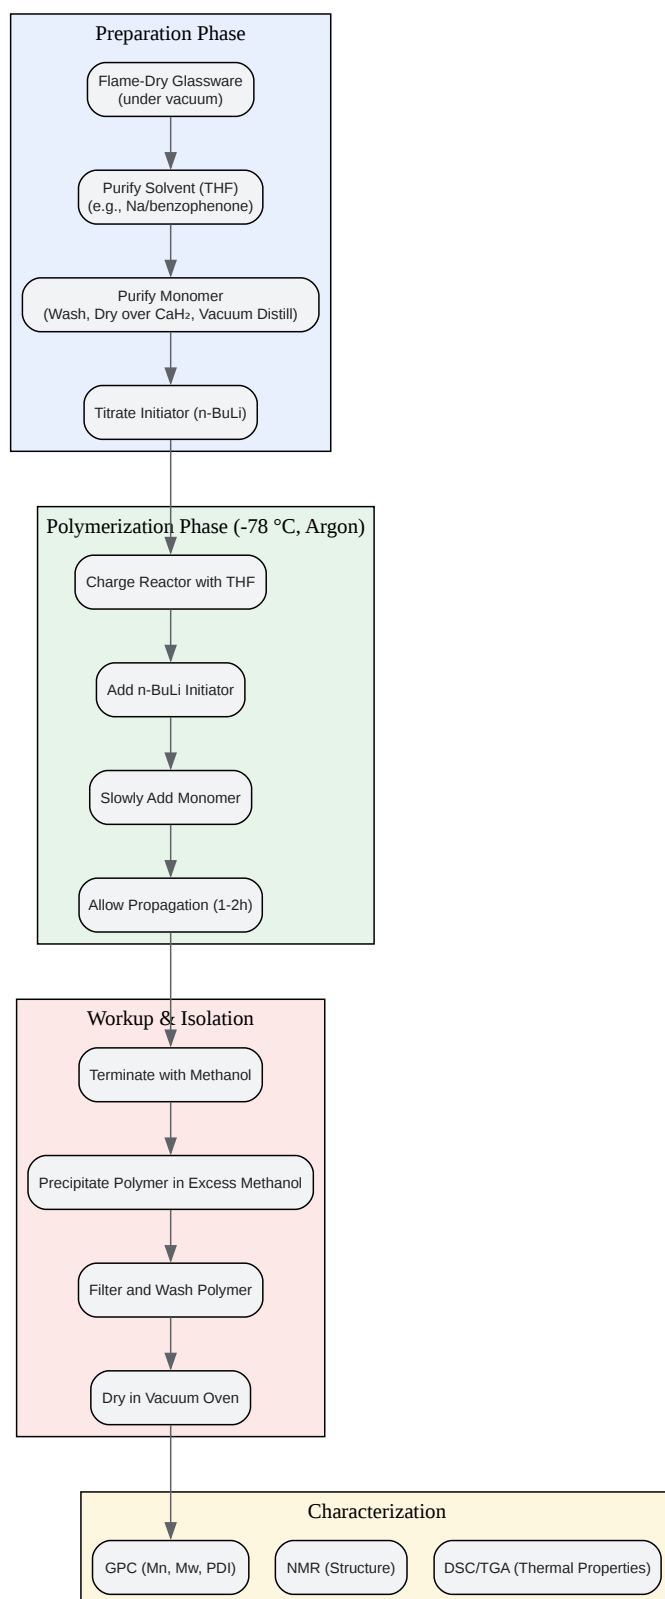 Preparation Phase
Flame-Dry Glassware
(under vacuum)
Purify Solvent (THF)
(e.g., Na/benzophenone)
Purify Monomer
(Wash, Dry over CaH₂, Vacuum Distill)
Titrate Initiator (n-BuLi)
Polymerization Phase (-78 °C, Argon)
Charge Reactor with THF
Add n-BuLi Initiator
Slowly Add Monomer
Allow Propagation (1-2h)
Workup & Isolation
Terminate with Methanol
Precipitate Polymer in Excess Methanol
Filter and Wash Polymer
Dry in Vacuum Oven
Characterization
GPC (Mn, Mw, PDI)
NMR (Structure)
DSC/TGA (Thermal Properties)